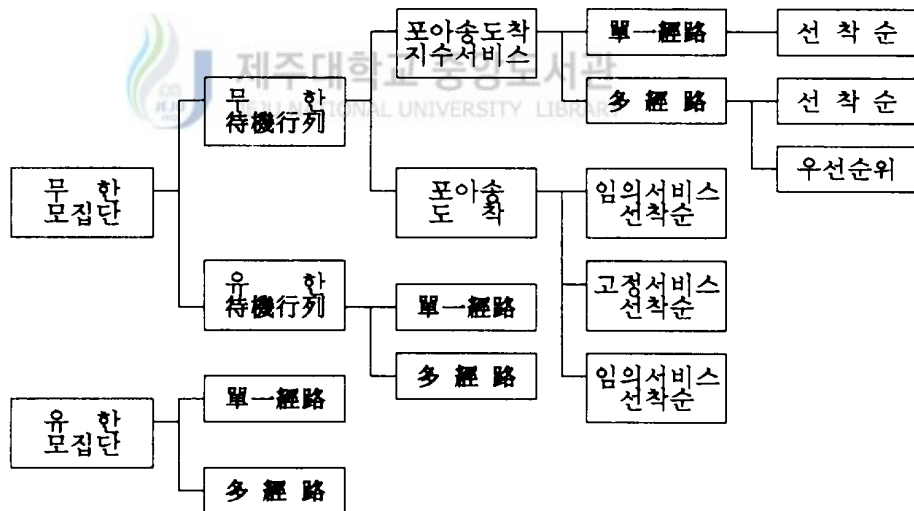 포아송도착
지수서비스
單一經路
선 착 순
제주대학교 중앙도서관
JEJU NATIONAL UNIVERSITY LIBRARY
무 한
待機行列
多 經 路
선 착 순
우선순위
무 한
모집단
포아송
도 착
임의서비스
선착순
유 한
待機行列
單一經路
고정서비스
선착순
多 經 路
임의서비스
선착순
유 한
모집단
單一經路
多 經 路